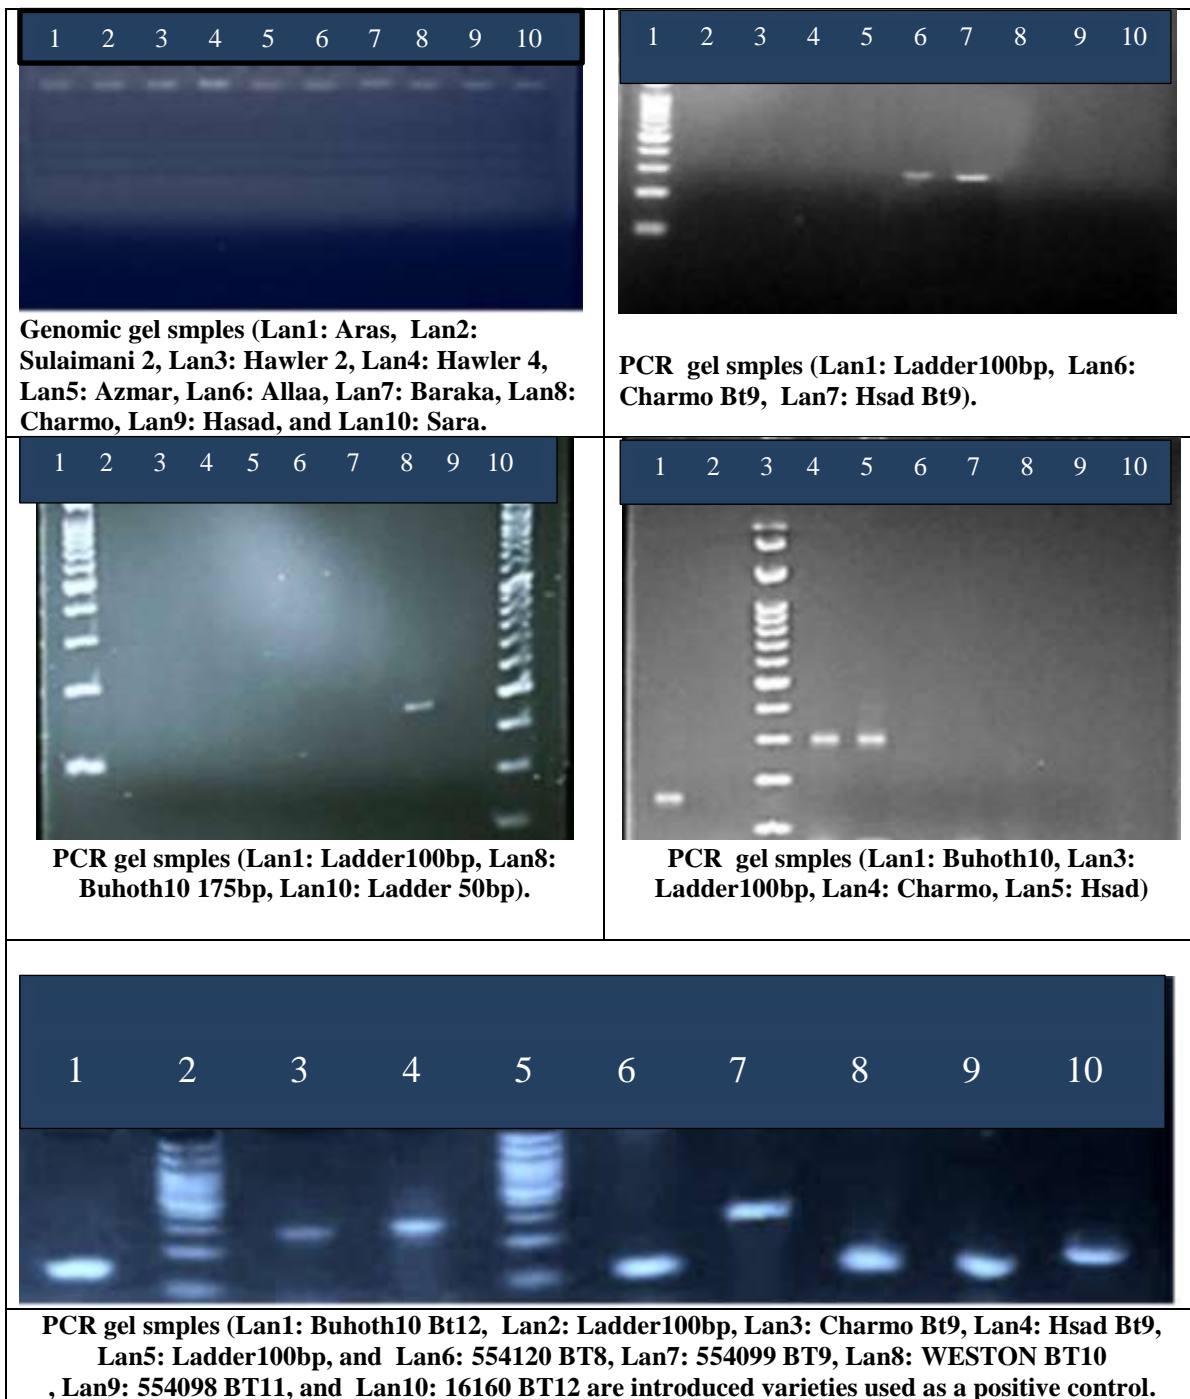 1 2 3 4 5 6 7 8 9 10
Genomic gel smples (Lan1: Aras, Lan2:
Sulaimani 2, Lan3: Hawler 2, Lan4: Hawler 4,
Lan5: Azmar, Lan6: Allaa, Lan7: Baraka, Lan8:
Charmo, Lan9: Hasad, and Lan10: Sara.
1 2 3 4 5 6 7 8 9 10
PCR gel smples (Lan1: Ladder100bp, Lan6:
Charmo Bt9, Lan7: Hsad Bt9).
1 2 3 4 5 6 7 8 9 10
PCR gel smples (Lan1: Ladder100bp, Lan8:
Buhoth10 175bp, Lan10: Ladder 50bp).
1 2 3 4 5 6 7 8 9 10
PCR gel smples (Lan1: Buhoth10, Lan3:
Ladder100bp, Lan4: Charmo, Lan5: Hsad)
1 2 3 4 5 6 7 8 9 10
PCR gel smples (Lan1: Buhoth10 Bt12, Lan2: Ladder100bp, Lan3: Charmo Bt9, Lan4: Hsad Bt9,
Lan5: Ladder100bp, and Lan6: 554120 BT8, Lan7: 554099 BT9, Lan8: WESTON BT10
, Lan9: 554098 BT11, and Lan10: 16160 BT12 are introduced varieties used as a positive control.